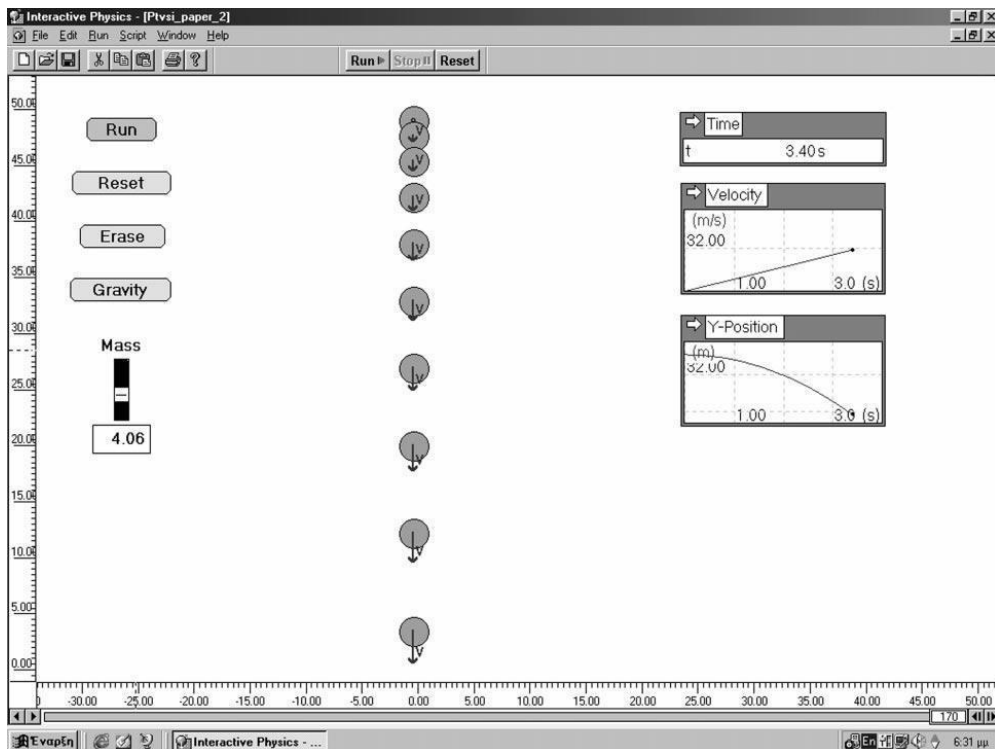 Interactive Physics - [Ptvsi_paper_2]
File Edit Run Script Window Help
Run Stop Reset
50.00
45.00
40.00
35.00
30.00
25.00
20.00
15.00
10.00
5.00
0.00
Run
Reset
Erase
Gravity
Mass
4.06
V
V
V
V
V
V
V
V
V
Time
t 3.40 s
Velocity
(m/s)
32.00
1.00 3.0 (s)
Y-Position
(m)
32.00
1.00 3.0 (s)
-30.00 -25.00 -20.00 -15.00 -10.00 -5.00 0.00 5.00 10.00 15.00 20.00 25.00 30.00 35.00 40.00 45.00 50.00
170
Έναρξη Interactive Physics - ... En 6:31 μμ